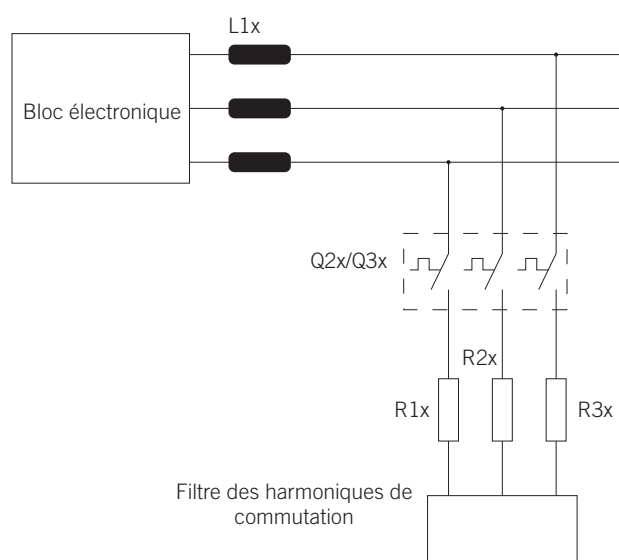 L1x
Bloc électronique
Q2x/Q3x
R2x
R1x
R3x
Filtre des harmoniques de
commutation